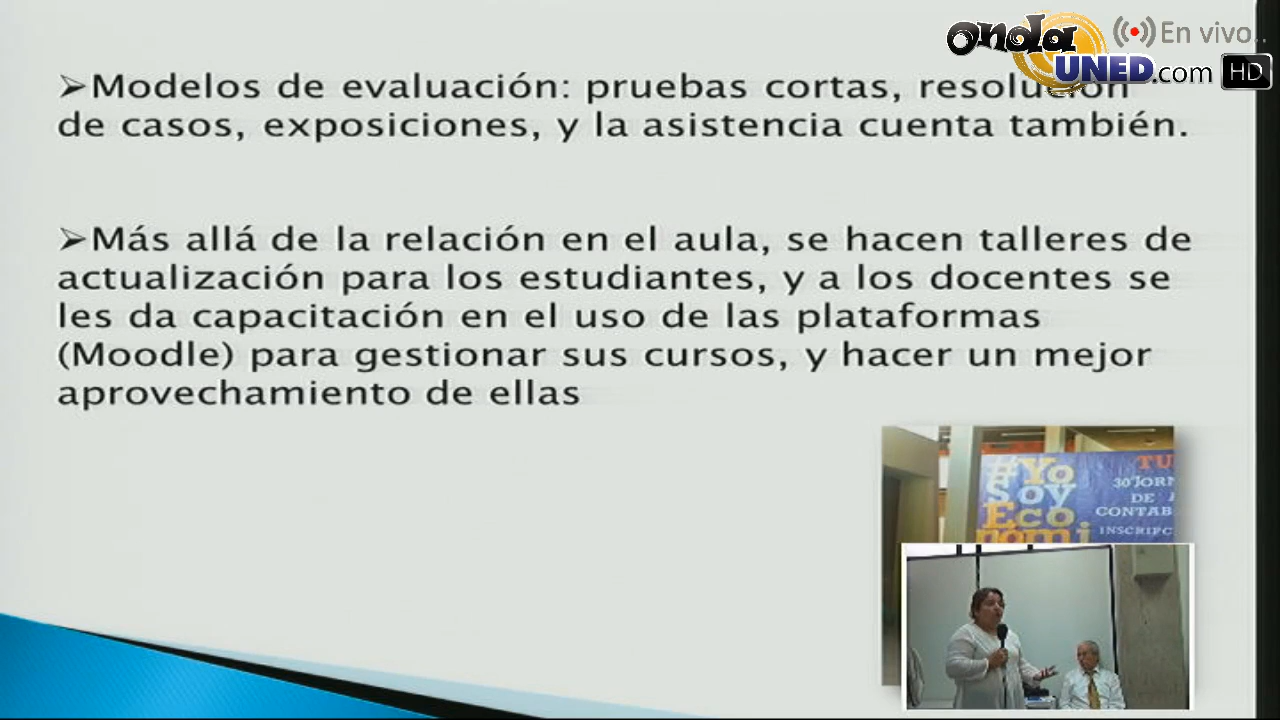 onda
UNED.com
En vivo..
HD
➢Modelos de evaluación: pruebas cortas, resolución
de casos, exposiciones, y la asistencia cuenta también.
➢Más allá de la relación en el aula, se hacen talleres de
actualización para los estudiantes, y a los docentes se
les da capacitación en el uso de las plataformas
(Moodle) para gestionar sus cursos, y hacer un mejor
aprovechamiento de ellas
#Yo
Soy
Eco
nomi
TU
30 JORN
DE A
CONTAB
INSCRIPC